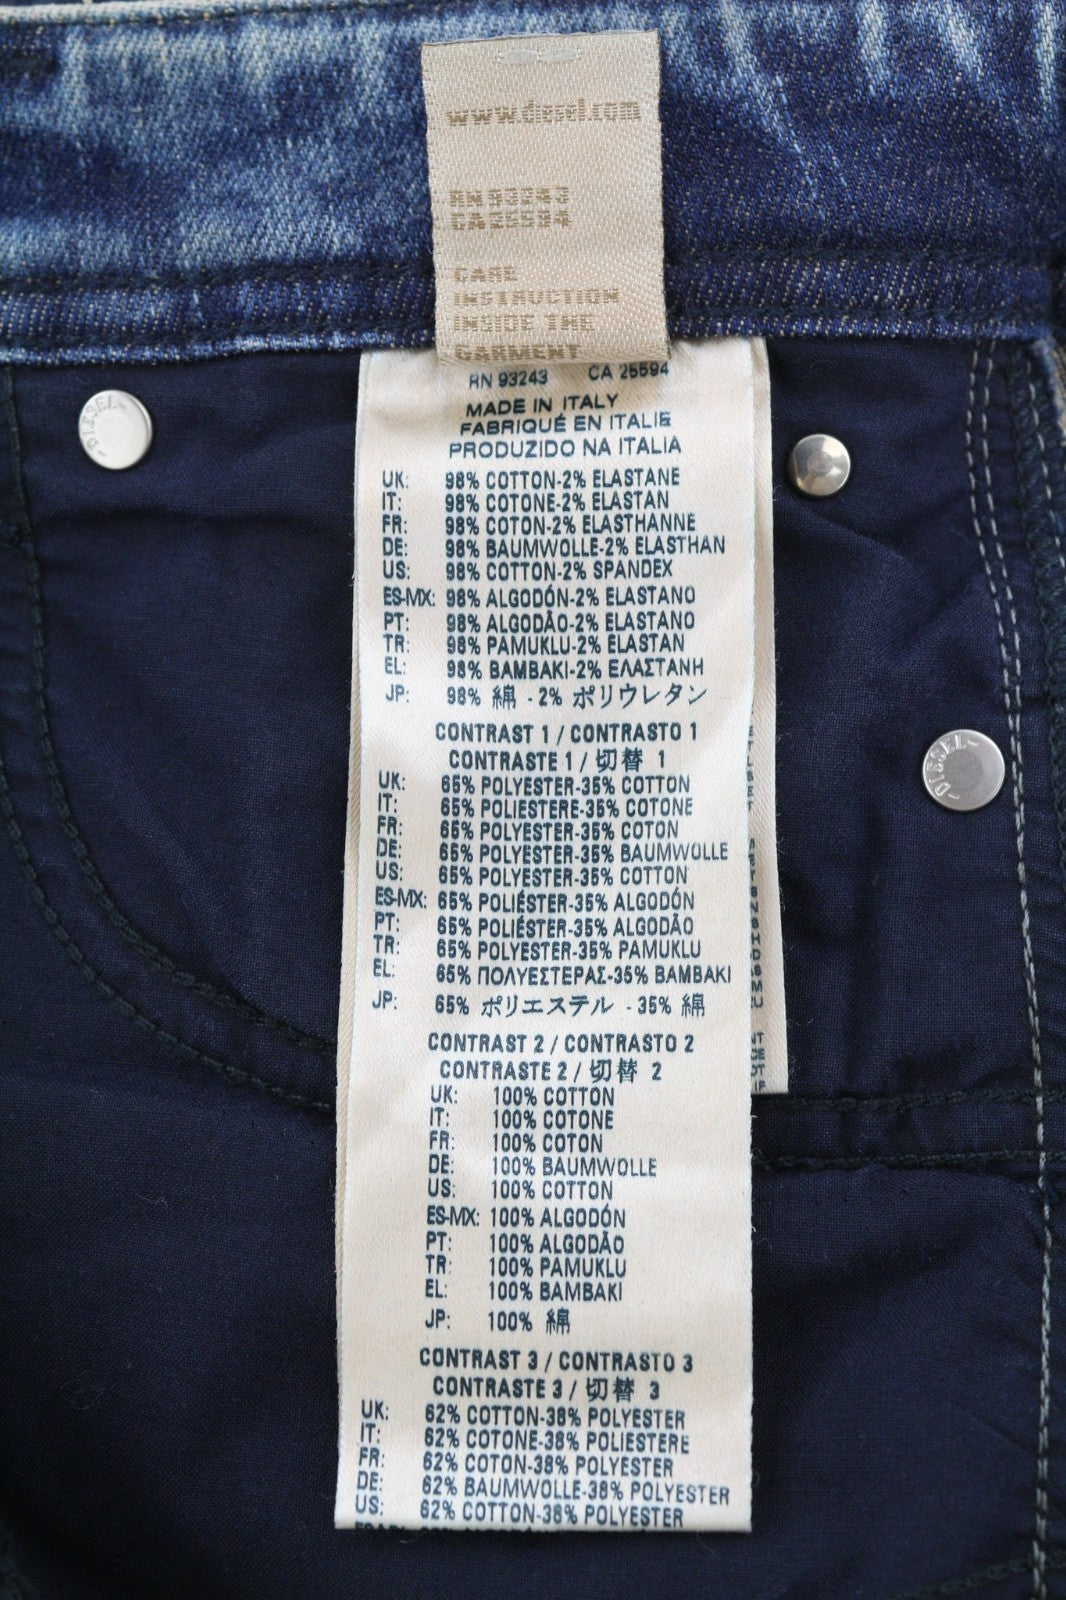 www.diesel.com
RN 93243
CA 25594
CARE
INSTRUCTION
INSIDE THE
GARMENT
RN 93243 CA 25594
MADE IN ITALY
FABRIQUÉ EN ITALIE
PRODUZIDO NA ITALIA
UK: 98% COTTON-2% ELASTANE
IT: 98% COTONE-2% ELASTAN
FR: 98% COTON-2% ELASTHANNE
DE: 98% BAUMWOLLE-2% ELASTHAN
US: 98% COTTON-2% SPANDEX
ES-MX: 98% ALGODÓN-2% ELASTANO
PT: 98% ALGODÃO-2% ELASTANO
TR: 98% PAMUKLU-2% ELASTAN
EL: 98% ΒΑΜΒΑΚΙ-2% ΕΛΑΣΤΑΝΗ
JP: 98% 綿 - 2% ポリウレタン
CONTRAST 1 / CONTRASTO 1
CONTRASTE 1 / 切替 1
UK: 65% POLYESTER-35% COTTON
IT: 65% POLIESTERE-35% COTONE
FR: 65% POLYESTER-35% COTON
DE: 65% POLYESTER-35% BAUMWOLLE
US: 65% POLYESTER-35% COTTON
ES-MX: 65% POLIÉSTER-35% ALGODÓN
PT: 65% POLIÉSTER-35% ALGODÃO
TR: 65% POLYESTER-35% PAMUKLU
EL: 65% ΠΟΛΥΕΣΤΕΡΑΣ-35% ΒΑΜΒΑΚΙ
JP: 65% ポリエステル - 35% 綿
CONTRAST 2 / CONTRASTO 2
CONTRASTE 2 / 切替 2
UK: 100% COTTON
IT: 100% COTONE
FR: 100% COTON
DE: 100% BAUMWOLLE
US: 100% COTTON
ES-MX: 100% ALGODÓN
PT: 100% ALGODÃO
TR: 100% PAMUKLU
EL: 100% ΒΑΜΒΑΚΙ
JP: 100% 綿
CONTRAST 3 / CONTRASTO 3
CONTRASTE 3 / 切替 3
UK: 62% COTTON-38% POLYESTER
IT: 62% COTONE-38% POLIESTERE
FR: 62% COTON-38% POLYESTER
DE: 62% BAUMWOLLE-38% POLYESTER
US: 62% COTTON-38% POLYESTER
DIESEL
DIESEL